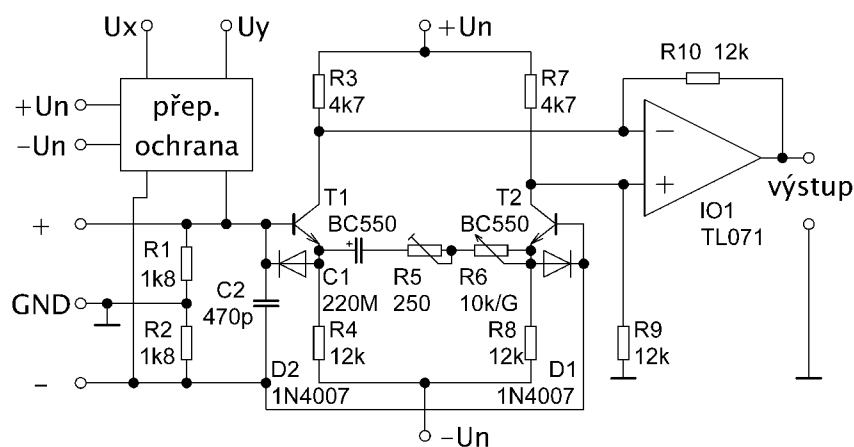 Ux
Uy
+Un
+Un
−Un
přep.
ochrana
R3
4k7
R7
4k7
R10 12k
−
+
IO1
TL071
výstup
T1
BC550
T2
BC550
+
R1
1k8
GND
R2
1k8
-
C2
470p
+
C1
220M
R5
250
R6
10k/G
R4
12k
R8
12k
R9
12k
D2
1N4007
D1
1N4007
−Un